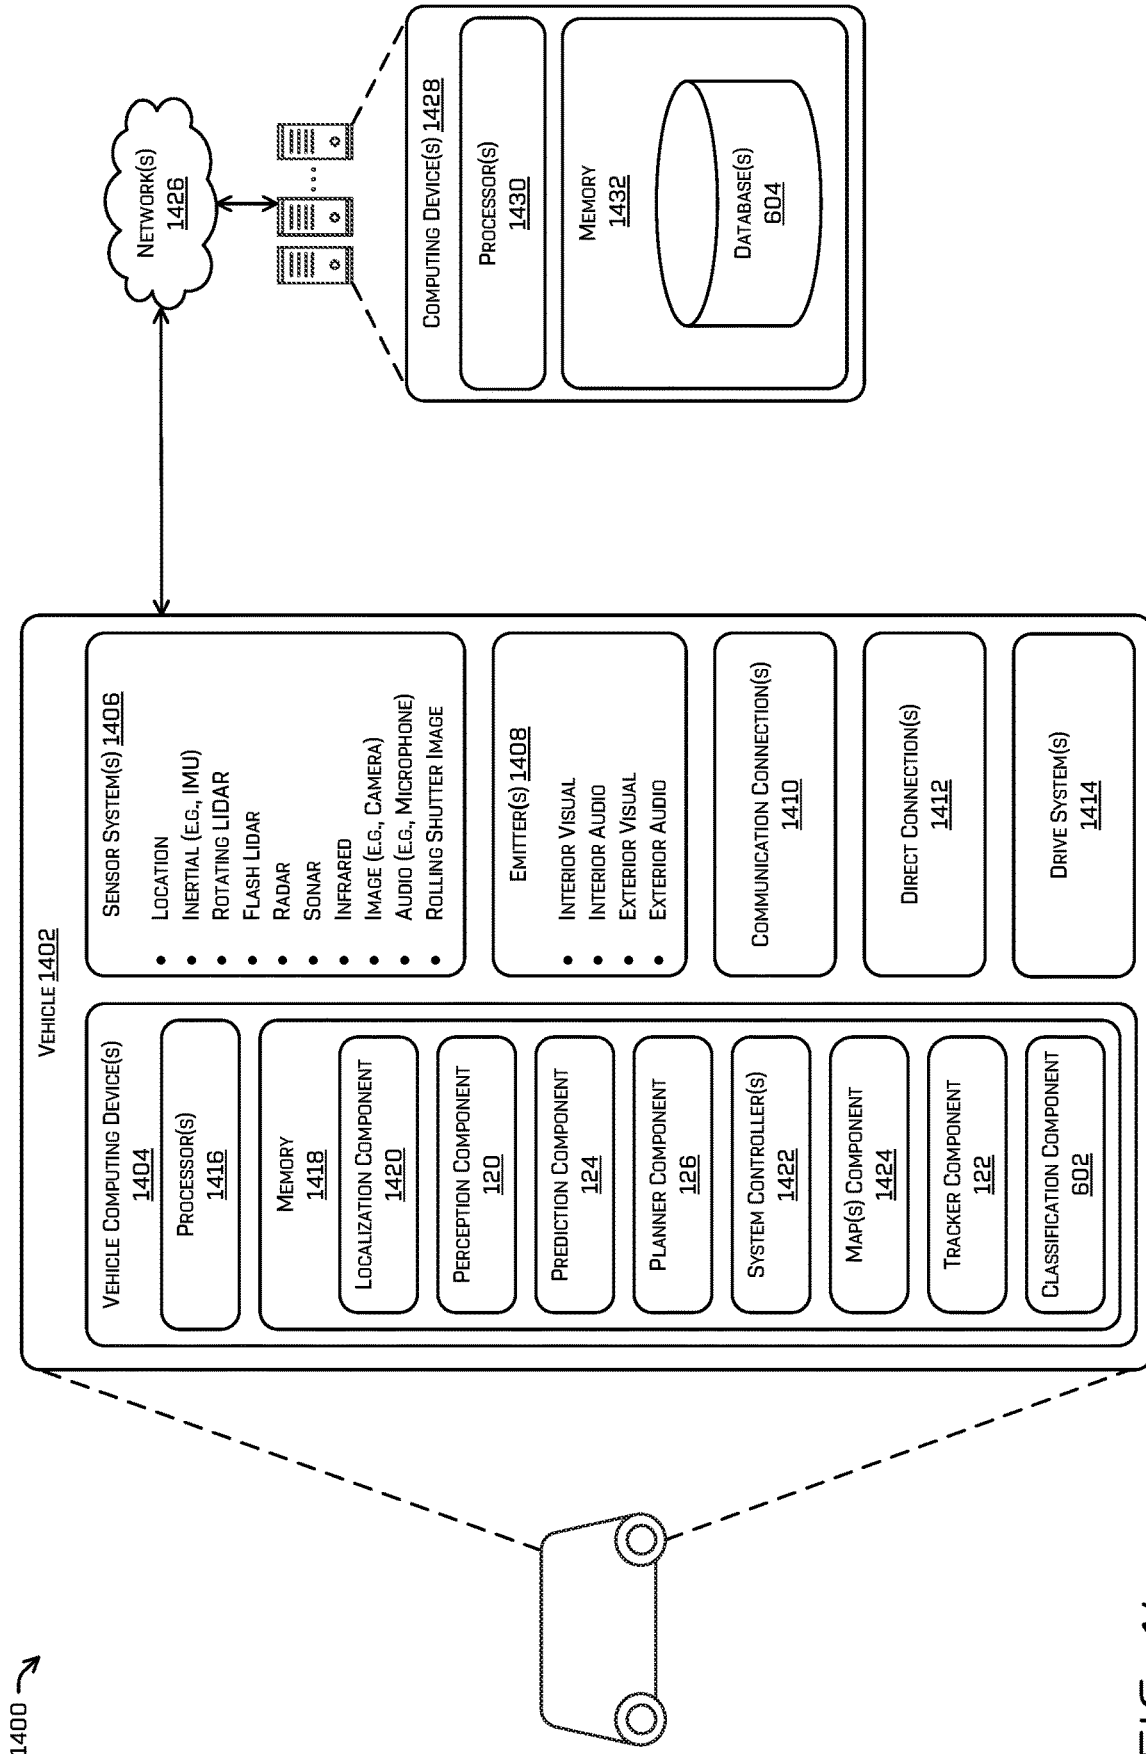 1400
VEHICLE 1402
VEHICLE COMPUTING DEVICE(S)
1404
PROCESSOR(S)
1416
MEMORY
1418
LOCALIZATION COMPONENT
1420
PERCEPTION COMPONENT
120
PREDICTION COMPONENT
124
PLANNER COMPONENT
126
SYSTEM CONTROLLER(S)
1422
MAP(S) COMPONENT
1424
TRACKER COMPONENT
122
CLASSIFICATION COMPONENT
602
SENSOR SYSTEM(S) 1406
• LOCATION
• INERTIAL (E.G., IMU)
• ROTATING LIDAR
• FLASH LIDAR
• RADAR
• SONAR
• INFRARED
• IMAGE (E.G., CAMERA)
• AUDIO (E.G., MICROPHONE)
• ROLLING SHUTTER IMAGE
EMITTER(S) 1408
• INTERIOR VISUAL
• INTERIOR AUDIO
• EXTERIOR VISUAL
• EXTERIOR AUDIO
COMMUNICATION CONNECTION(S)
1410
DIRECT CONNECTION(S)
1412
DRIVE SYSTEM(S)
1414
NETWORK(S)
1426
...
COMPUTING DEVICE(S) 1428
PROCESSOR(S)
1430
MEMORY
1432
DATABASE(S)
604